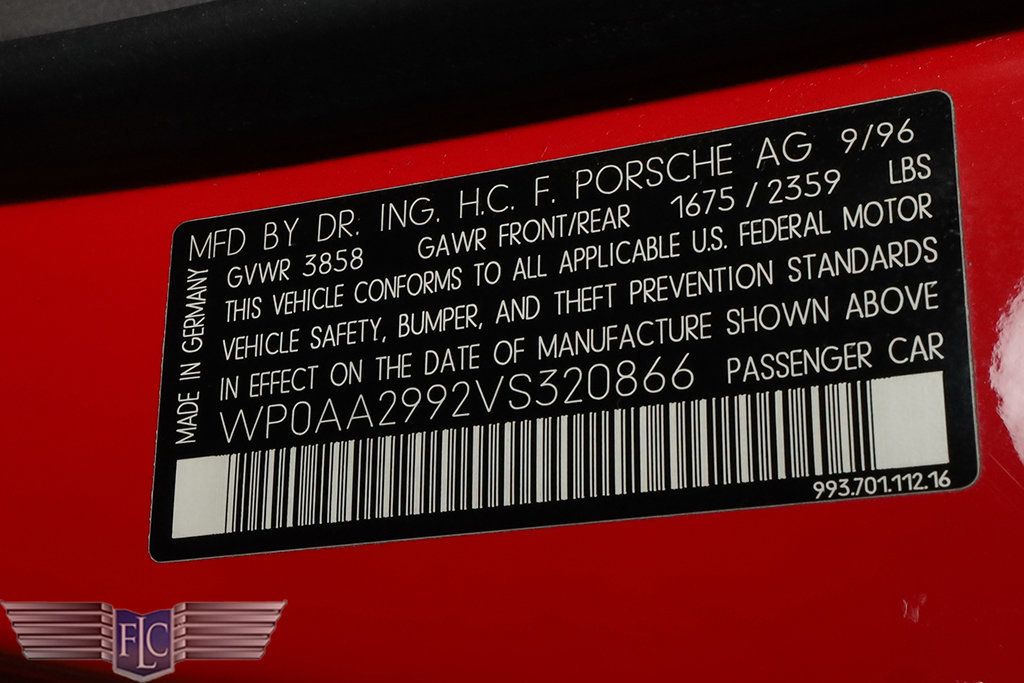 MFD BY DR. ING. H.C. F. PORSCHE AG 9/96
GVWR 3858 GAWR FRONT/REAR 1675 / 2359 LBS
THIS VEHICLE CONFORMS TO ALL APPLICABLE U.S. FEDERAL MOTOR
VEHICLE SAFETY, BUMPER, AND THEFT PREVENTION STANDARDS
IN EFFECT ON THE DATE OF MANUFACTURE SHOWN ABOVE
WP0AA2992VS320866 PASSENGER CAR
MADE IN GERMANY
993.701.112.16
FLC